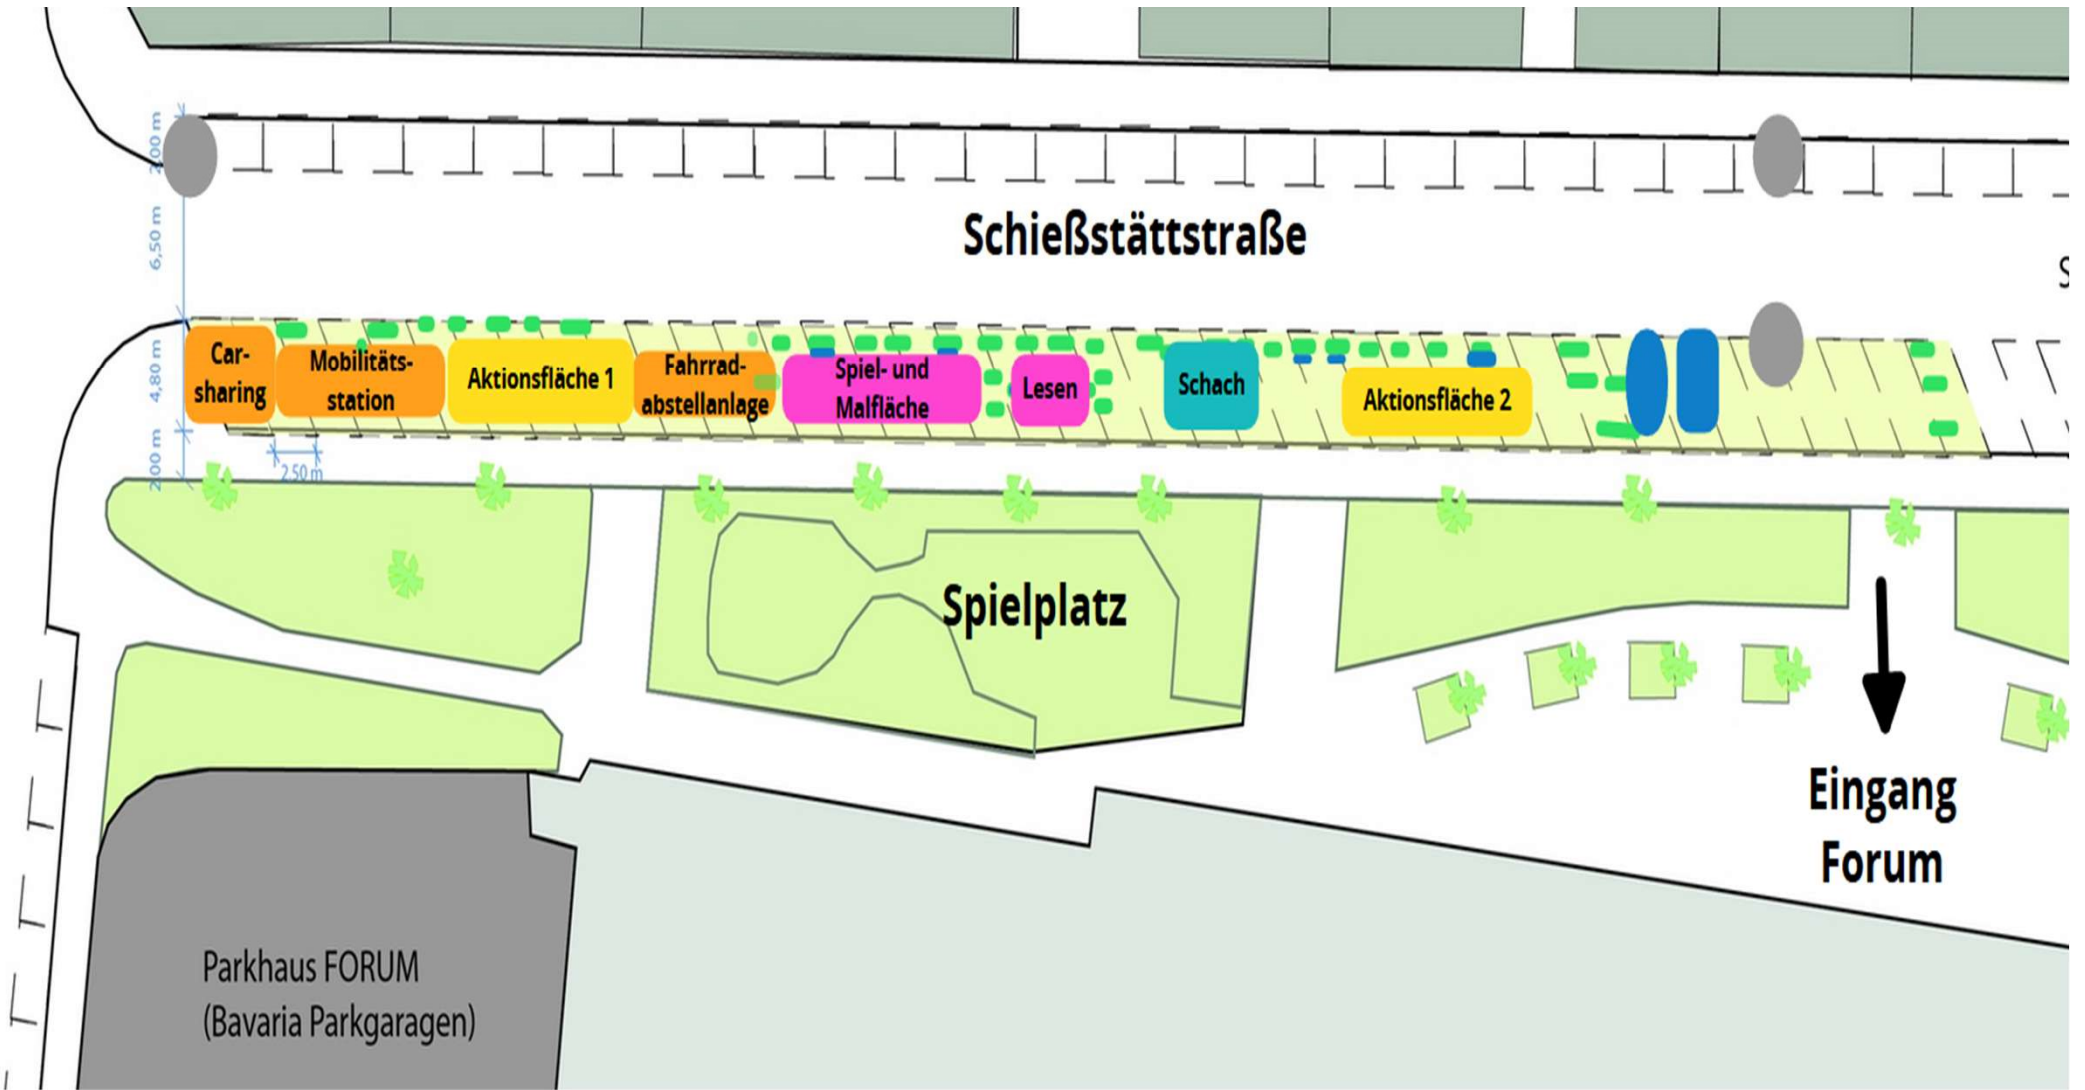 2,00 m
6,50 m
Schießstättstraße
S
4,80 m
Car-
sharing
Mobilitäts-
station
Aktionsfläche 1
Fahrrad-
abstellanlage
Spiel- und
Malfläche
Lesen
Schach
Aktionsfläche 2
2,00 m
2,50 m
Spielplatz
Eingang
Forum
Parkhaus FORUM
(Bavaria Parkgaragen)